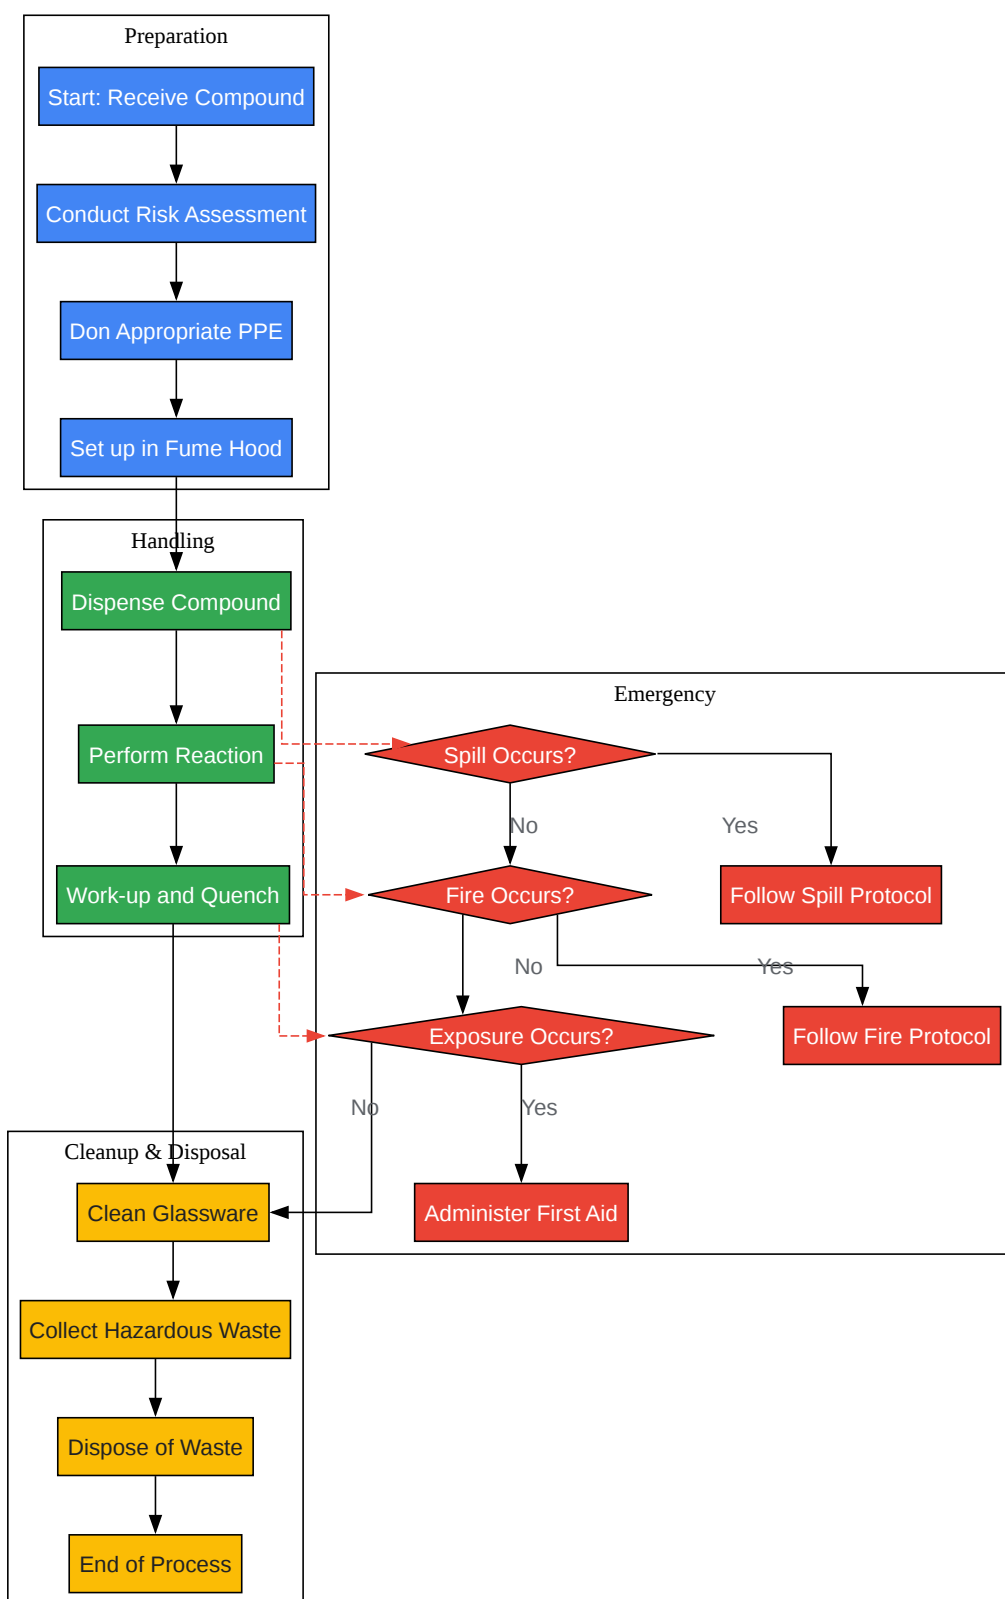 Preparation
Start: Receive Compound
Conduct Risk Assessment
Don Appropriate PPE
Set up in Fume Hood
Handling
Dispense Compound
Perform Reaction
Work-up and Quench
Emergency
Spill Occurs?
No
Yes
Fire Occurs?
Follow Spill Protocol
No
Yes
Exposure Occurs?
Follow Fire Protocol
No
Yes
Administer First Aid
Cleanup & Disposal
Clean Glassware
Collect Hazardous Waste
Dispose of Waste
End of Process